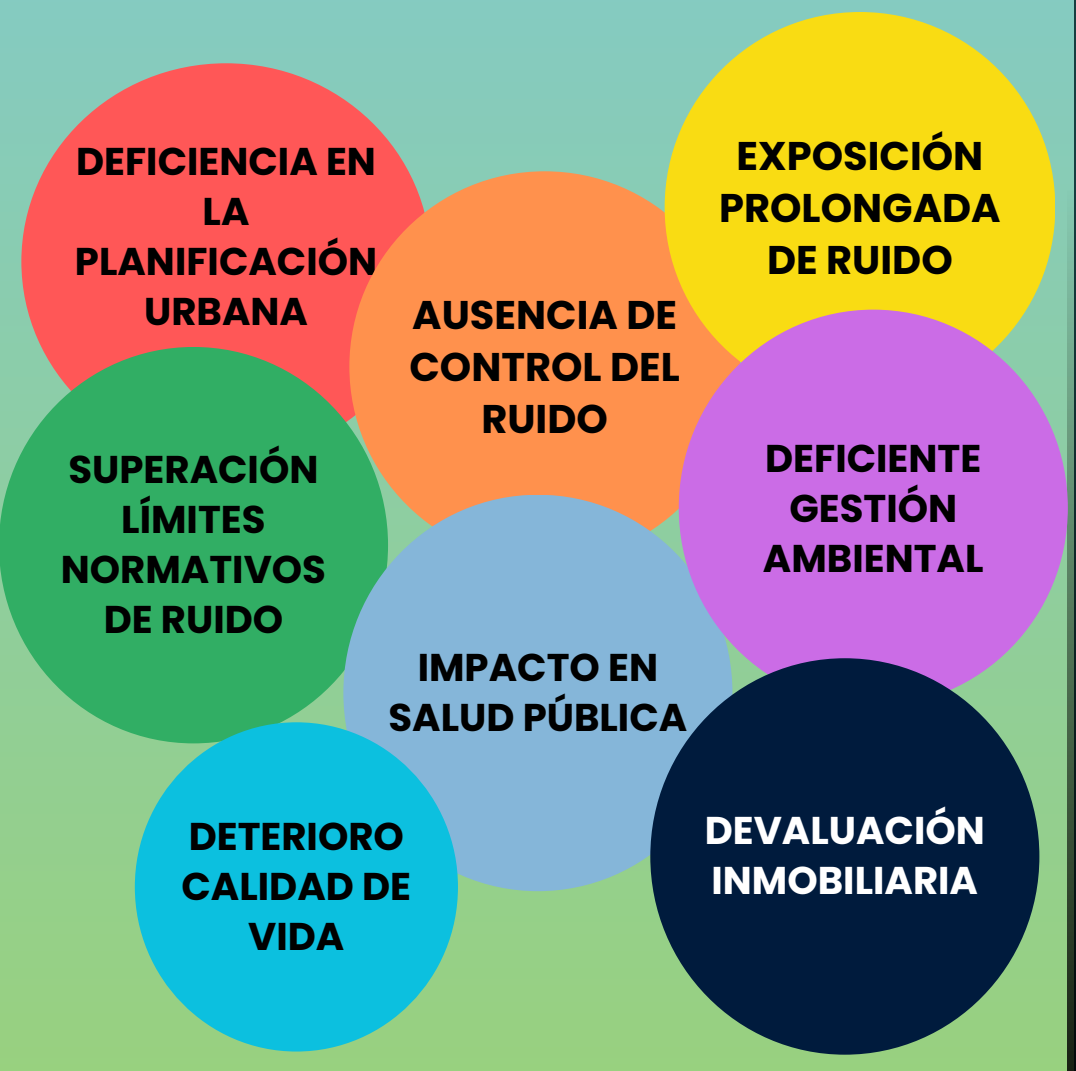 DEFICIENCIA EN
LA
PLANIFICACIÓN
URBANA
EXPOSICIÓN
PROLONGADA
DE RUIDO
AUSENCIA DE
CONTROL DEL
RUIDO
SUPERACIÓN
LÍMITES
NORMATIVOS
DE RUIDO
DEFICIENTE
GESTIÓN
AMBIENTAL
IMPACTO EN
SALUD PÚBLICA
DETERIORO
CALIDAD DE
VIDA
DEVALUACIÓN
INMOBILIARIA